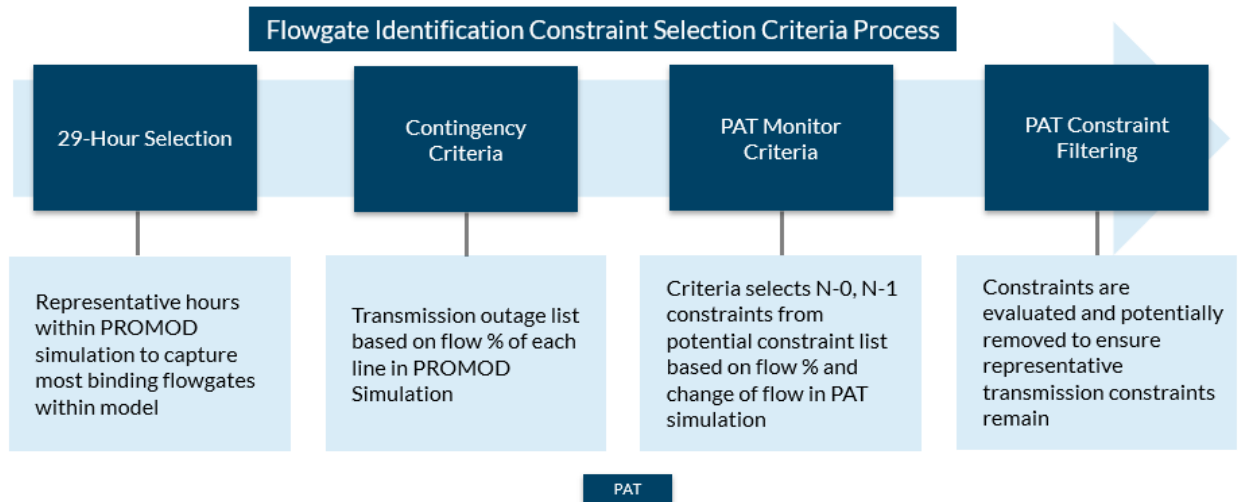 Flowgate Identification Constraint Selection Criteria Process
29-Hour Selection
Contingency
Criteria
PAT Monitor
Criteria
PAT Constraint
Filtering
Representative hours
within PROMOD
simulation to capture
most binding flowgates
within model
Transmission outage list
based on flow % of each
line in PROMOD
Simulation
Criteria selects N-0, N-1
constraints from
potential constraint list
based on flow % and
change of flow in PAT
simulation
Constraints are
evaluated and potentially
removed to ensure
representative
transmission constraints
remain
PAT